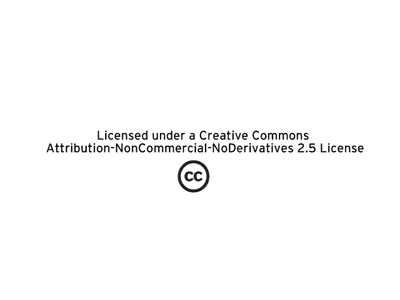 Licensed under a Creative Commons
Attribution-NonCommercial-NoDerivatives 2.5 License
cc